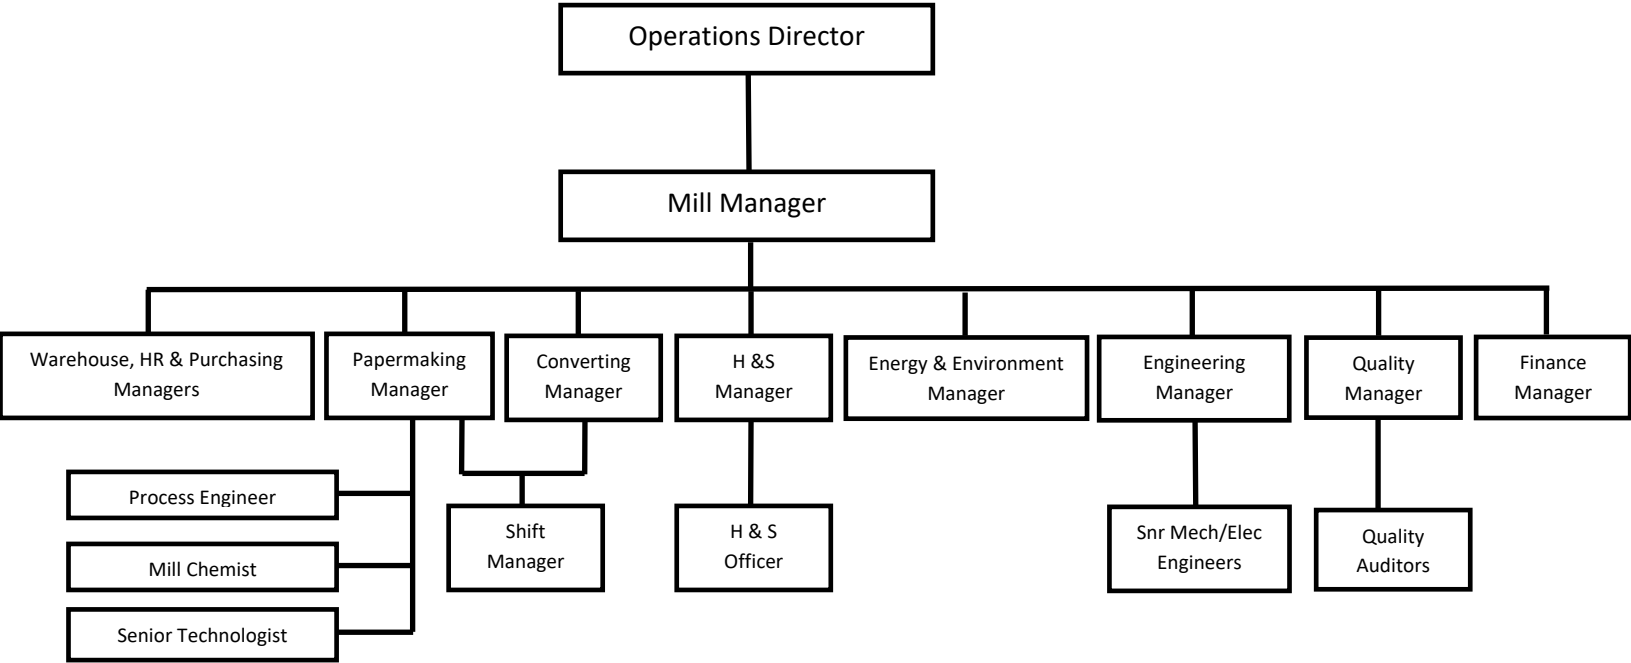 Operations Director
Mill Manager
Warehouse, HR & Purchasing
Managers
Papermaking
Manager
Converting
Manager
H &S
Manager
Energy & Environment
Manager
Engineering
Manager
Quality
Manager
Finance
Manager
Process Engineer
Mill Chemist
Senior Technologist
Shift
Manager
H & S
Officer
Snr Mech/Elec
Engineers
Quality
Auditors